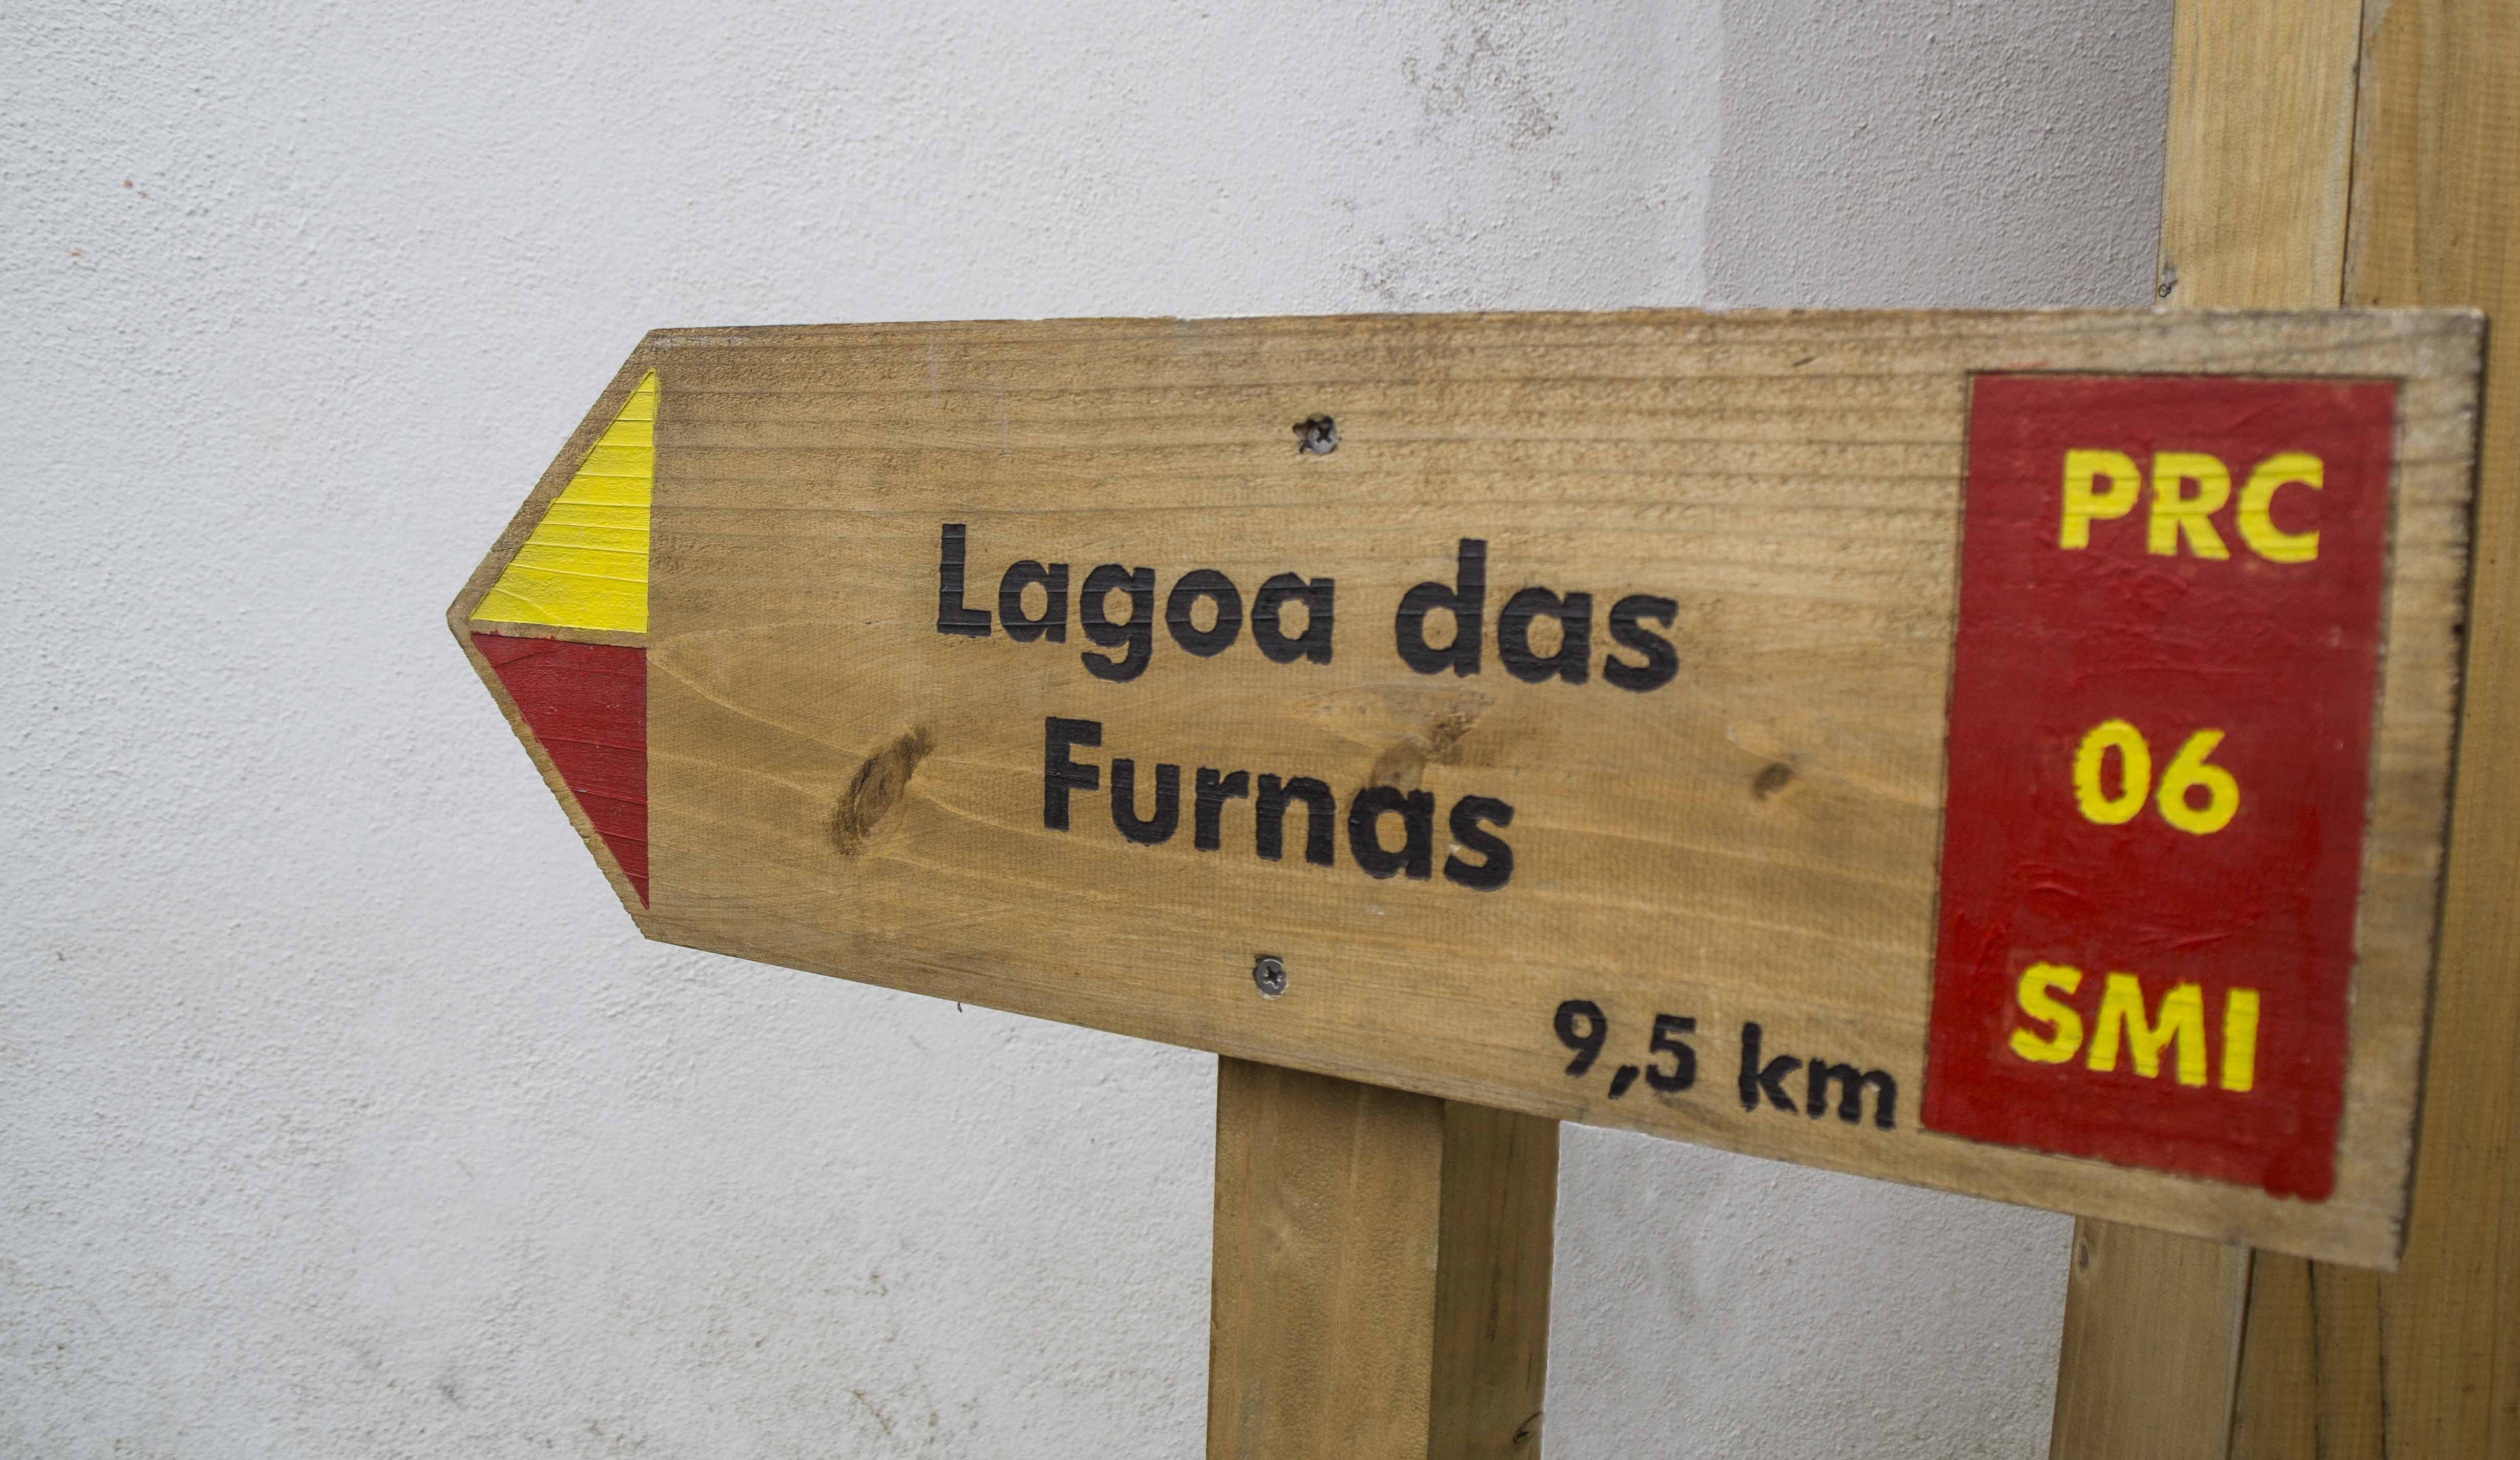 Lagoa das
Furnas
9,5 km
PRC
06
SMI